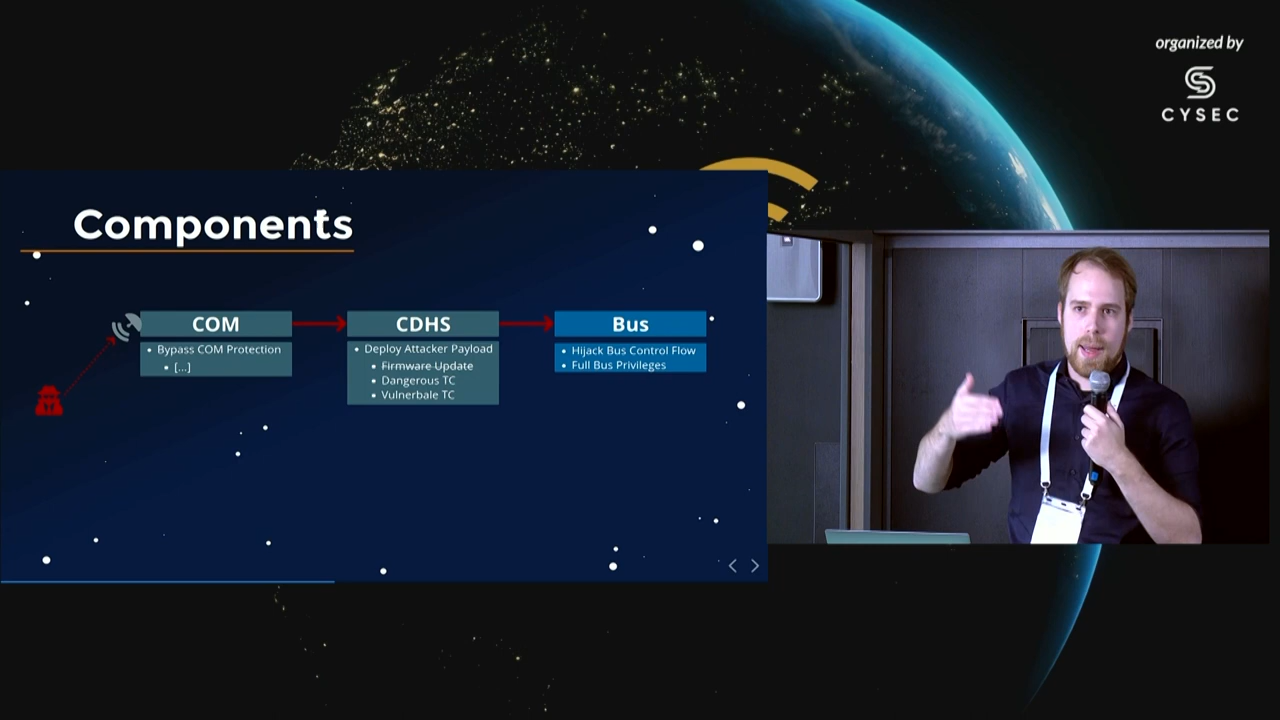 organized by
CYSEC
Components
COM
Bypass COM Protection
[...]
CDHS
Deploy Attacker Payload
Firmware Update
Dangerous TC
Vulnerbale TC
Bus
Hijack Bus Control Flow
Full Bus Privileges